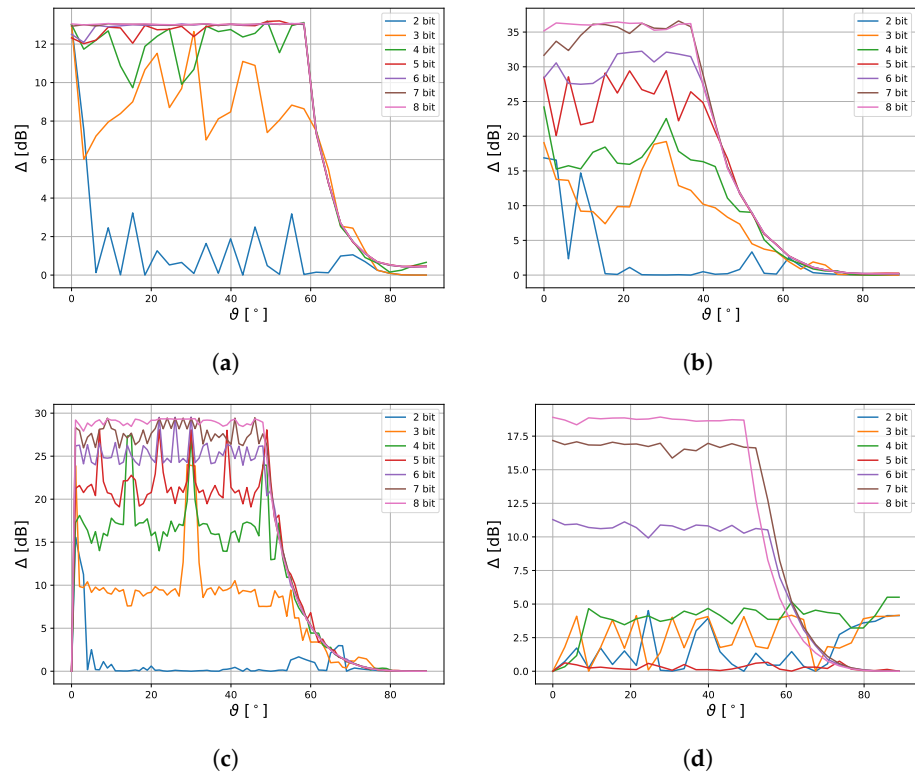 12
10
8
6
4
2
0
Δ [dB]
0 20 40 60 80
ϑ [°]
2 bit
3 bit
4 bit
5 bit
6 bit
7 bit
8 bit
(a)
35
30
25
20
15
10
5
0
Δ [dB]
0 20 40 60 80
ϑ [°]
2 bit
3 bit
4 bit
5 bit
6 bit
7 bit
8 bit
(b)
30
25
20
15
10
5
0
Δ [dB]
0 20 40 60 80
ϑ [°]
2 bit
3 bit
4 bit
5 bit
6 bit
7 bit
8 bit
(c)
17.5
15.0
12.5
10.0
7.5
5.0
2.5
0.0
Δ [dB]
0 20 40 60 80
ϑ [°]
2 bit
3 bit
4 bit
5 bit
6 bit
7 bit
8 bit
(d)